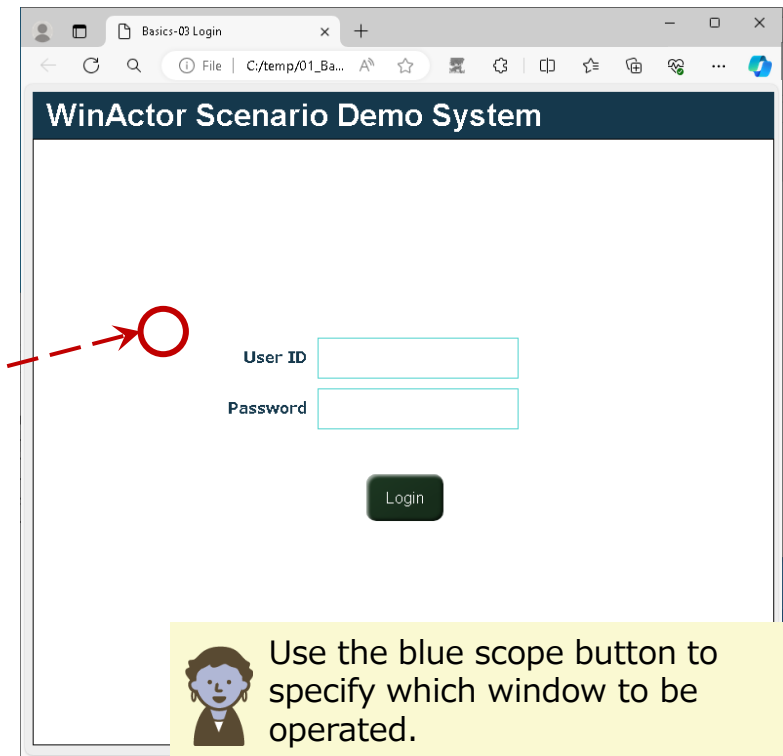 Basics-03 Login
File | C:/temp/01_Ba...
WinActor Scenario Demo System
User ID
Password
Login
Use the blue scope button to
specify which window to be
operated.